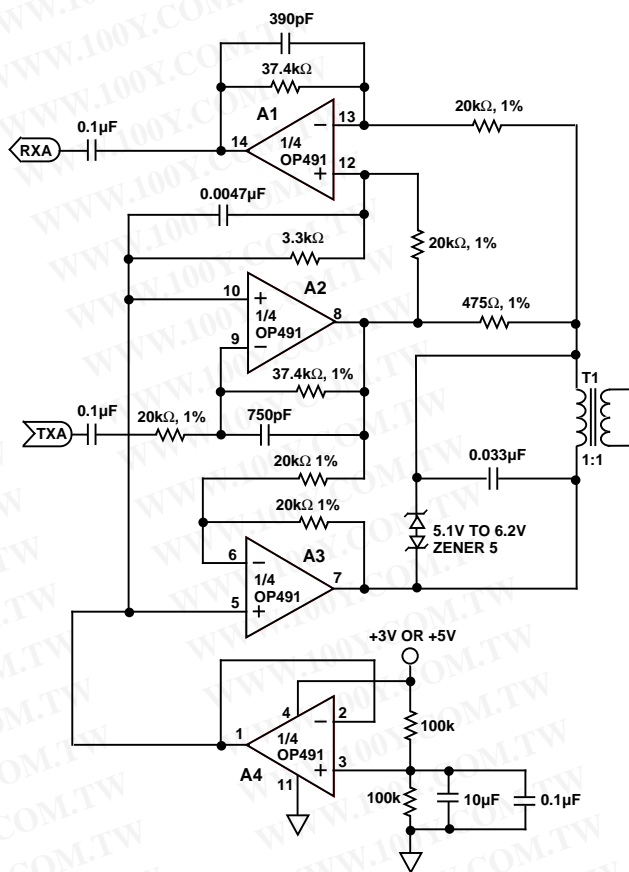 390pF
37.4kΩ
A1
0.1µF
RXA
14
1/4
OP491
13
12
20kΩ, 1%
0.0047µF
3.3kΩ
20kΩ, 1%
A2
10
9
1/4
OP491
8
475Ω, 1%
37.4kΩ, 1%
T1
1:1
0.1µF
TXA
20kΩ, 1%
750pF
0.033µF
20kΩ 1%
20kΩ 1%
5.1V TO 6.2V
ZENER 5
A3
6
5
1/4
OP491
7
+3V OR +5V
4
2
100k
1
1/4
OP491
3
A4
11
100k
10µF
0.1µF
WWW.100Y.COM.TW